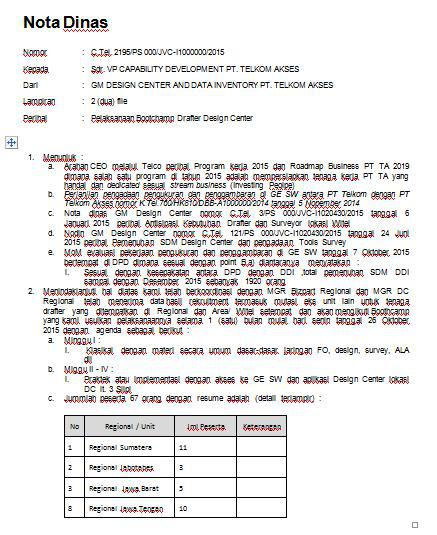 Nota Dinas
Nomor : C.Tel. 2195/PS 000/JVC-I1000000/2015
Kepada : Sdr. VP CAPABILITY DEVELOPMENT PT. TELKOM AKSES
Dari : GM DESIGN CENTER AND DATA INVENTORY PT. TELKOM AKSES
Lampiran : 2 (dua) file
Perihal : Pelaksanaan Bootchamp Drafter Design Center
1. Menunjuk :
a. Arahan CEO melalui Telco perihal Program kerja 2015 dan Roadmap Business PT TA 2019
dimana salah satu program di tahun 2015 adalah mempersiapkan tenaga kerja PT TA yang
handal dan dedicated sesuai stream business (Investing People)
b. Perjanjian pengadaan pengukuran dan penggambaran di GE SW antara PT Telkom dengan PT
Telkom Akses nomor K.Tel.760/HK810/DBE-A1000000/2014 tanggal 5 Nopember 2014
c. Nota dinas GM Design Center nomor C.Tel. 3/PS 000/JVC-I1020430/2015 tanggal 6
Januari 2015 perihal Antisipasi Kebutuhan Drafter dan Surveyor lokasi Witel
d. Nodin GM Design Center nomor C.Tel. 121/PS 000/JVC-I1020430/2015 tanggal 24 Juni
2015 perihal Pemenuhan SDM Design Center dan pengadaan Tools Survey
e. MoM evaluasi pekerjaan pengukuran dan penggambaran di GE SW tanggal 7 Oktober 2015
bertempat di DPD dimana sesuai dengan point B.a) diantaranya menyatakan :
I. Sesuai dengan kesepakatan antara DPD dengan DDI ,total pemenuhan SDM DDI
sampai dengan Desember 2015 sebanyak 1920 orang
2. Menindaklanjuti hal diatas kami telah berkoordinasi dengan MGR Bizpart Regional dan MGR DC
Regional telah menerima data hasil rekruitment termasuk mutasi eks unit lain untuk tenaga
drafter yang ditempatkan di Regional dan Area/ Witel setempat dan akan mengikuti Bootcamp
yang kami usulkan pelaksanaannya selama 1 (satu) bulan mulai hari senin tanggal 26 Oktober
2015 dengan agenda sebagai berikut :
a. Minggu I :
I. Klasikal dengan materi secara umum dasar-dasar jaringan FO, design, survey, ALA
dll
b. Minggu II - IV :
I. Praktek atau implementasi dengan akses ke GE SW dan aplikasi Design Center lokasi
DC lt. 3 Slipi
c. Jumlah peserta 67 orang dengan resume adalah (detail terlampir) :
No Regional / Unit Jml Peserta Keterangan
1 Regional Sumatera 11
2 Regional Jabotabes 3
3 Regional Jawa Barat 5
8 Regional Jawa Tengan 10